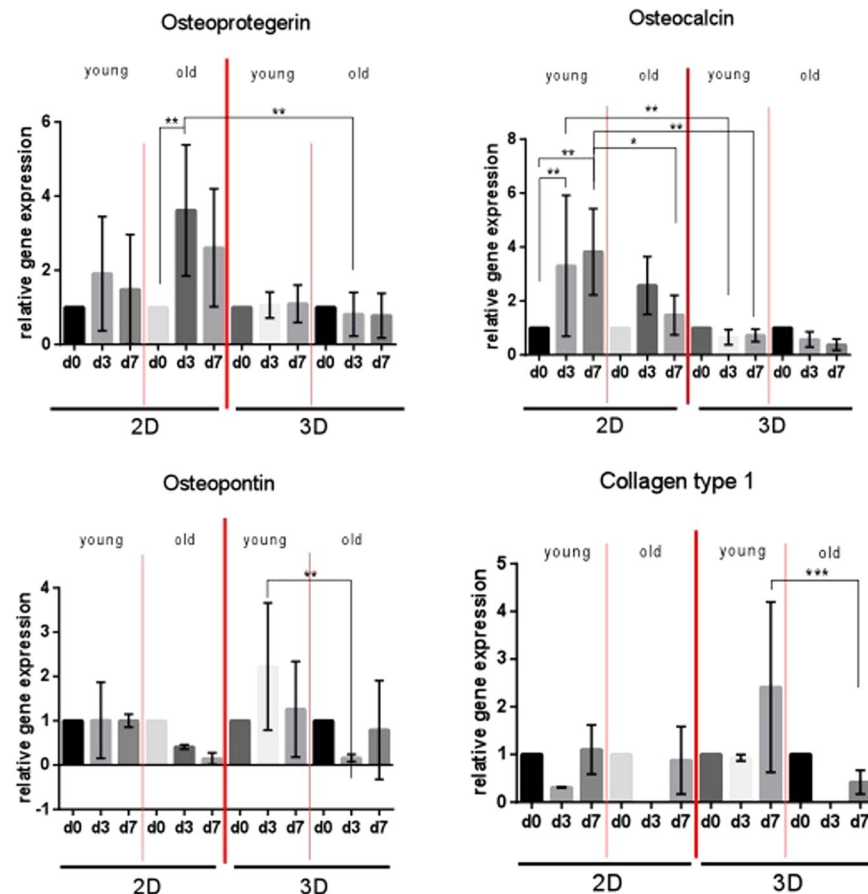 Osteoprotegerin
young old young old
** **
relative gene expression
6
4
2
0
d0 d3 d7 d0 d3 d7 d0 d3 d7 d0 d3 d7
2D 3D
Osteocalcin
young old young old
**
**
** *
**
relative gene expression
8
6
4
2
0
d0 d3 d7 d0 d3 d7 d0 d3 d7 d0 d3 d7
2D 3D
Osteopontin
young old young old
**
relative gene expression
4
3
2
1
0
-1
d0 d3 d7 d0 d3 d7 d0 d3 d7 d0 d3 d7
2D 3D
Collagen type 1
young old young old
***
relative gene expression
5
4
3
2
1
0
d0 d3 d7 d0 d3 d7 d0 d3 d7 d0 d3 d7
2D 3D